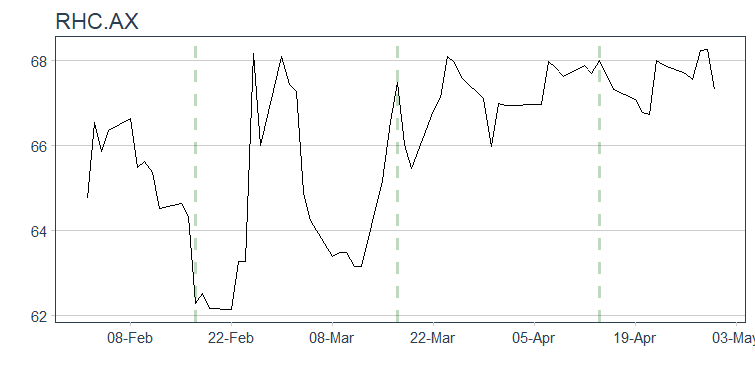 RHC.AX
68
66
64
62
08-Feb
22-Feb
08-Mar
22-Mar
05-Apr
19-Apr
03-May